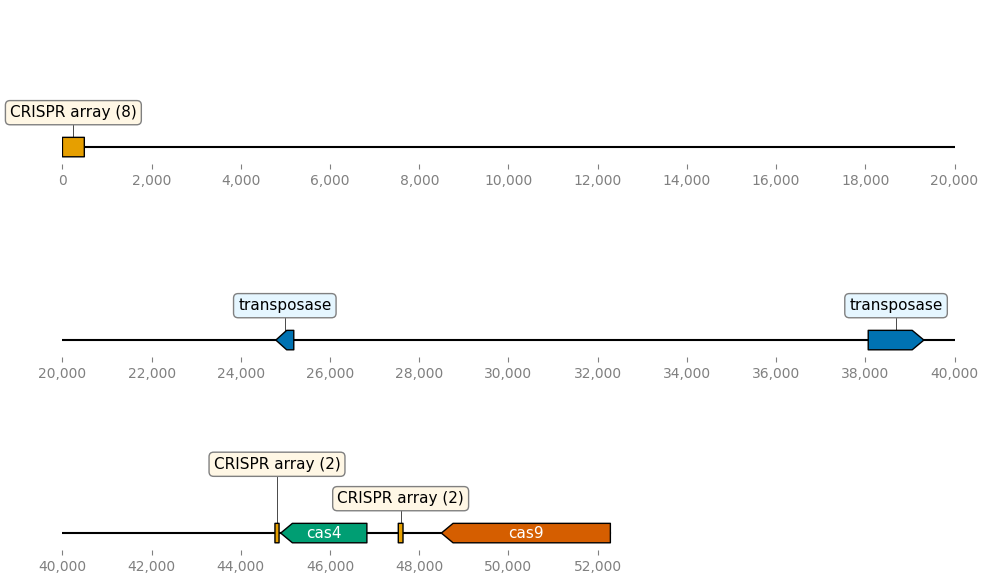 CRISPR array (8)
0 2,000 4,000 6,000 8,000 10,000 12,000 14,000 16,000 18,000 20,000
transposase transposase
20,000 22,000 24,000 26,000 28,000 30,000 32,000 34,000 36,000 38,000 40,000
CRISPR array (2)
CRISPR array (2)
cas4 cas9
40,000 42,000 44,000 46,000 48,000 50,000 52,000